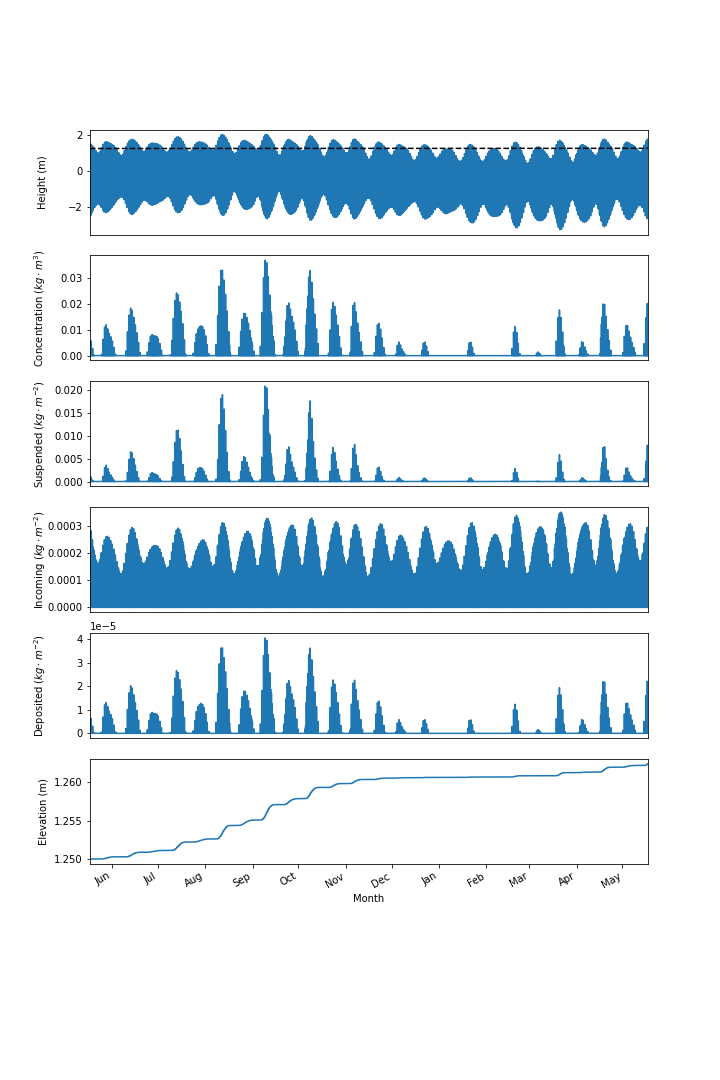 2
0
−2
Height (m)
0.03
0.02
0.01
0.00
Concentration (kg · m³)
0.020
0.015
0.010
0.005
0.000
Suspended (kg · m⁻²)
0.0003
0.0002
0.0001
0.0000
Incoming (kg · m⁻²)
1e−5
4
3
2
1
0
Deposited (kg · m⁻²)
1.260
1.255
1.250
Elevation (m)
Jun Jul Aug Sep Oct Nov Dec Jan Feb Mar Apr May
Month